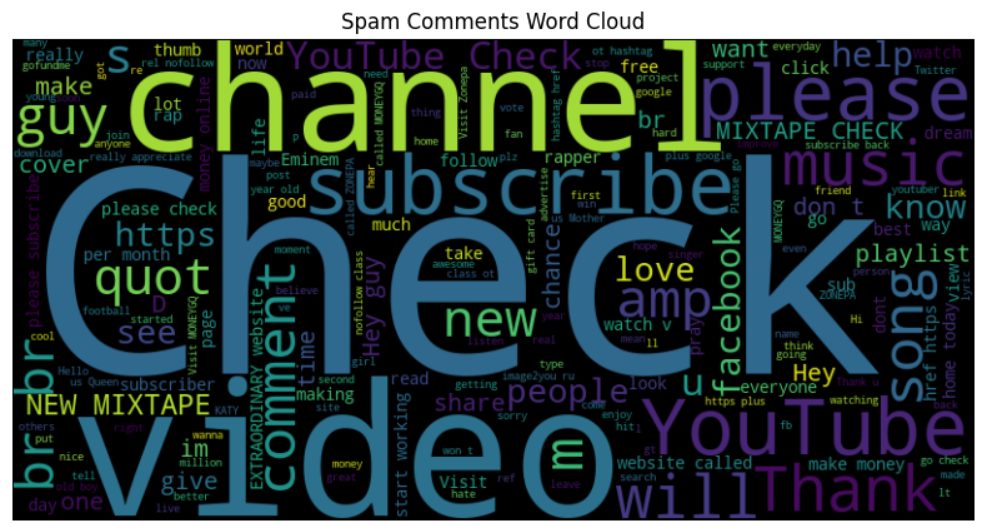 Spam Comments Word Cloud
many
really
thumb
world
YouTube Check
ot hashtag
want
help
everyday
gofundme
got
re
rel nofollow
now
stop
support
watch
s
channel
please
make
guy
lot
rap
need
free
click
Twitter
project
google
young
soon
money online
life
P
paid
thing
vote
fan
home
Visit Zonepa
called MONEYGQ
hashtag href
br
hard
MIXTAPE CHECK
dream
join
anyone
download
improve
subscribe back
cover
really appreciate
Eminem
follow
plz
rapper
plus google
music
maybe
post
hear
Subscribe
Please go
friend
youtuber
link
please check
year old
good
called ZONEPA
much
advertise
us Mother
first
win
don t
go
know
best
way
https
Check
per month
quot
moment
take
awesome
class ot
gift card
chance
hope
singer
love
facebook
MONEYGQ
even
playlist
person
please subscribe
football
D
believe
nofollow class
amp
sub
ZONEPA
view
lyric
started
see
page
ve
Hey guy
new
year
watch v
pray
name
Hi
dont
song
cool
Visit MONEYGQ
EXTRAORDINARY website
comment
time
girl
listen
real
mean
ll
think
going
href https
home today
Hello
us Queen
subscriber
making
second
read
type
getting
image2you ru
look
u
everyone
Hey
Thank u
br
br
NEW MIXTAPE
KATY
site
share
people
come
enjoy
https plus
watching
back
others
put
right
video
wanna
start working
sorry
hit
l
YouTube
fb
nice
im
million
won t
m
gt
website called
make money
go check
tell
old boy
give
better
money
great
Visit
hate
ref
leave
search
will
Thank
made
lt
day
one
live